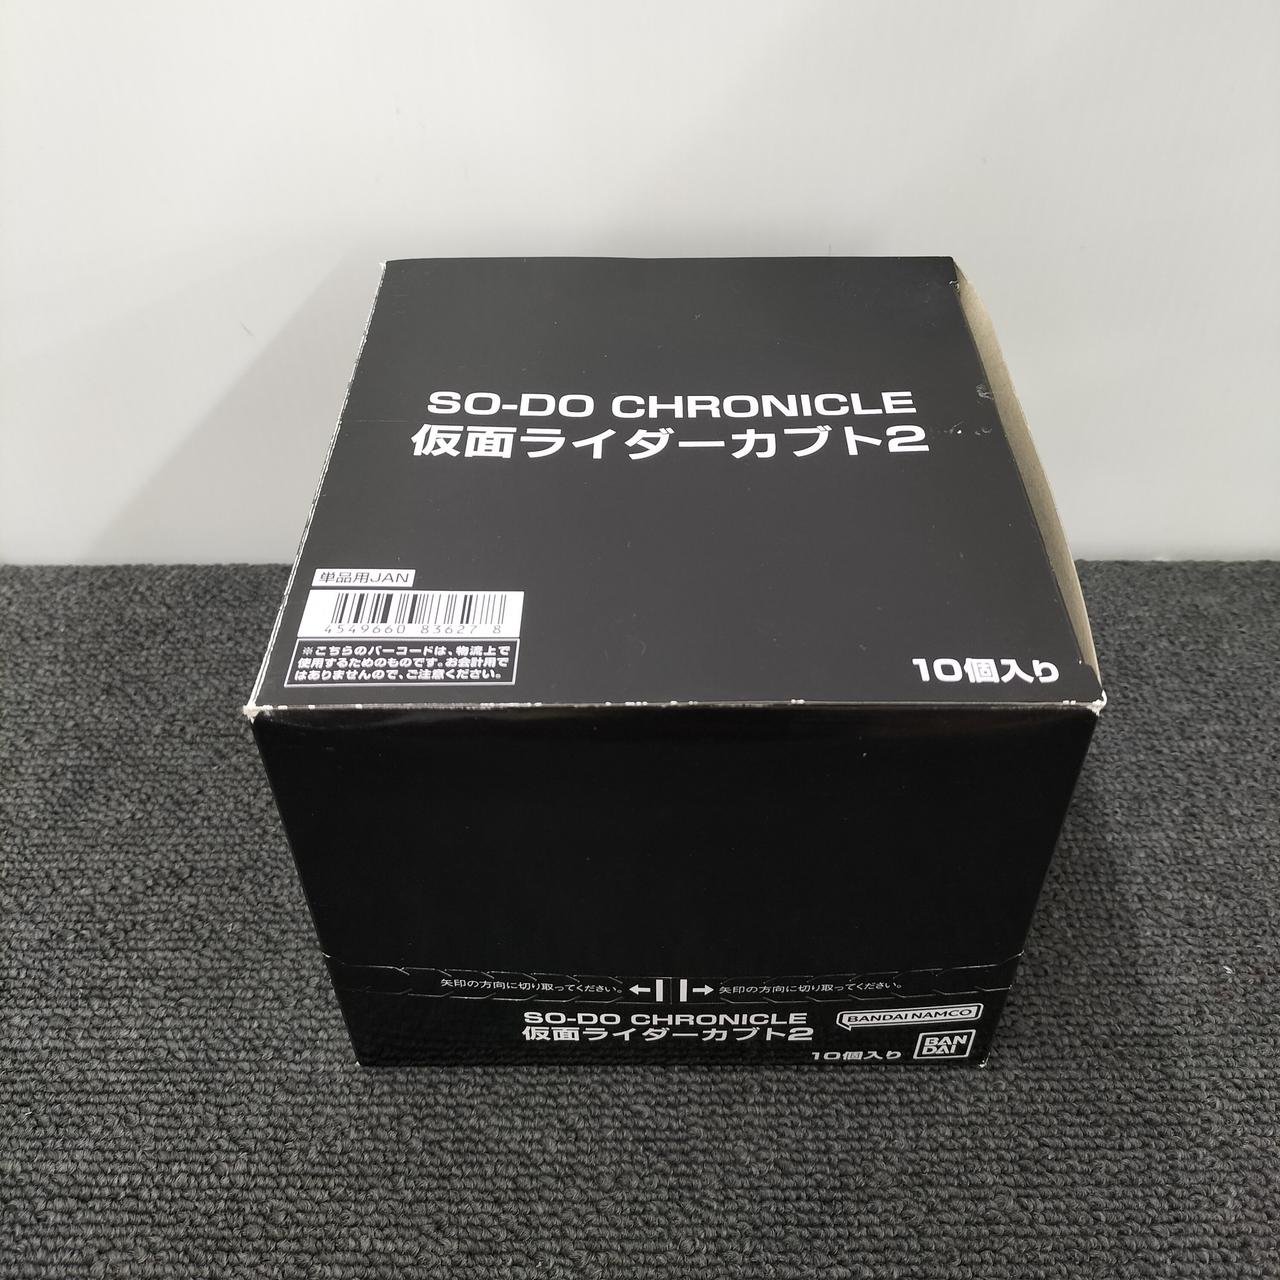 SO-DO CHRONICLE
仮面ライダーカブト2
単品用JAN
4549660 83627 8
※こちらのバーコードは、物流上で
使用するためのものです。お会計用で
はありませんので、ご注意ください。
10個入り
矢印の方向に切り取ってください。 矢印の方向に切り取ってください。
SO-DO CHRONICLE
仮面ライダーカブト2
10個入り
BANDAI NAMCO
BAN
DAI